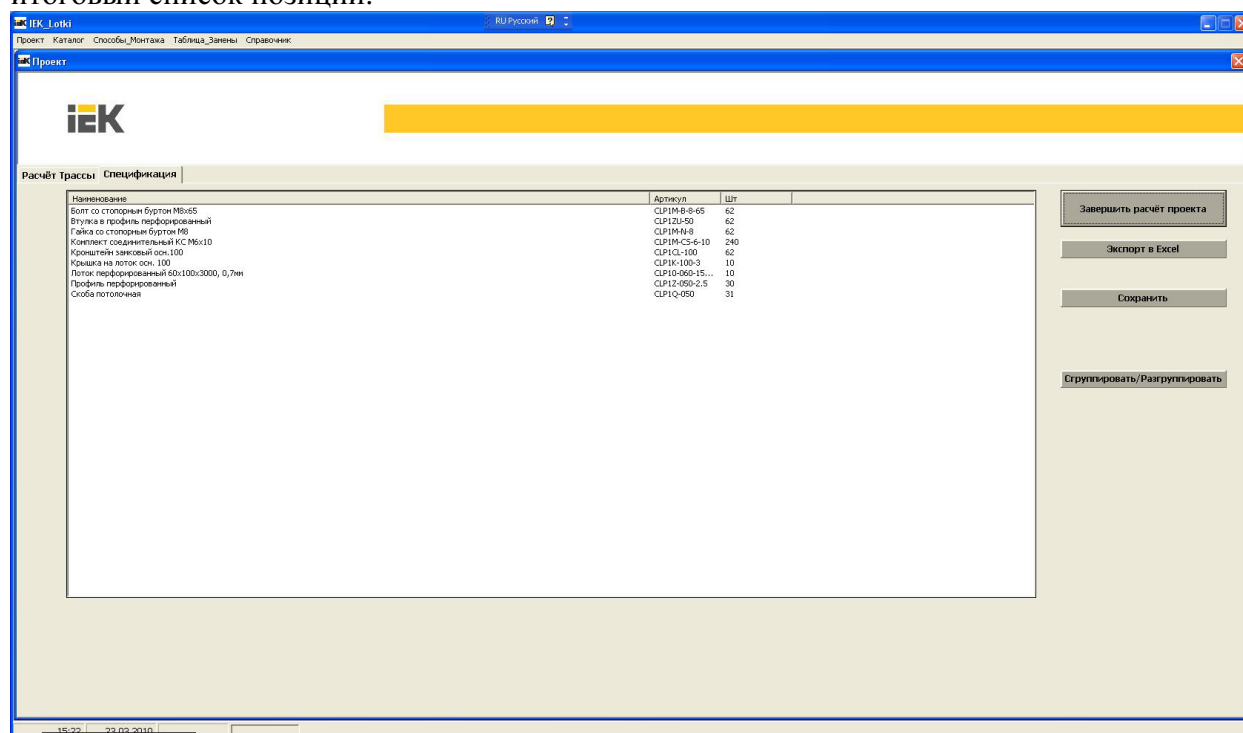 итоговый список позиций.
IEK_Lotki
RU Русский
Проект Каталог Способы_Монтажа Таблица_Замены Справочник
Проект
iEK
Расчёт Трассы Спецификация
Наименование Артикул Шт
Болт со стопорным буртом М8х65 CLP1M-B-8-65 62
Втулка в профиль перфорированный CLP1ZU-50 62
Гайка со стопорным буртом М8 CLP1M-N-8 62
Комплект соединительный КС М6х10 CLP1M-CS-6-10 240
Кронштейн замковый осн.100 CLP1CL-100 62
Крышка на лоток осн. 100 CLP1K-100-3 10
Лоток перфорированный 60х100х3000, 0,7мм CLP10-060-15... 10
Профиль перфорированный CLP1Z-050-2.5 30
Скоба потолочная CLP1Q-050 31
Завершить расчёт проекта
Экспорт в Excel
Сохранить
Сгруппировать/Разгруппировать
15:22 23.03.2010